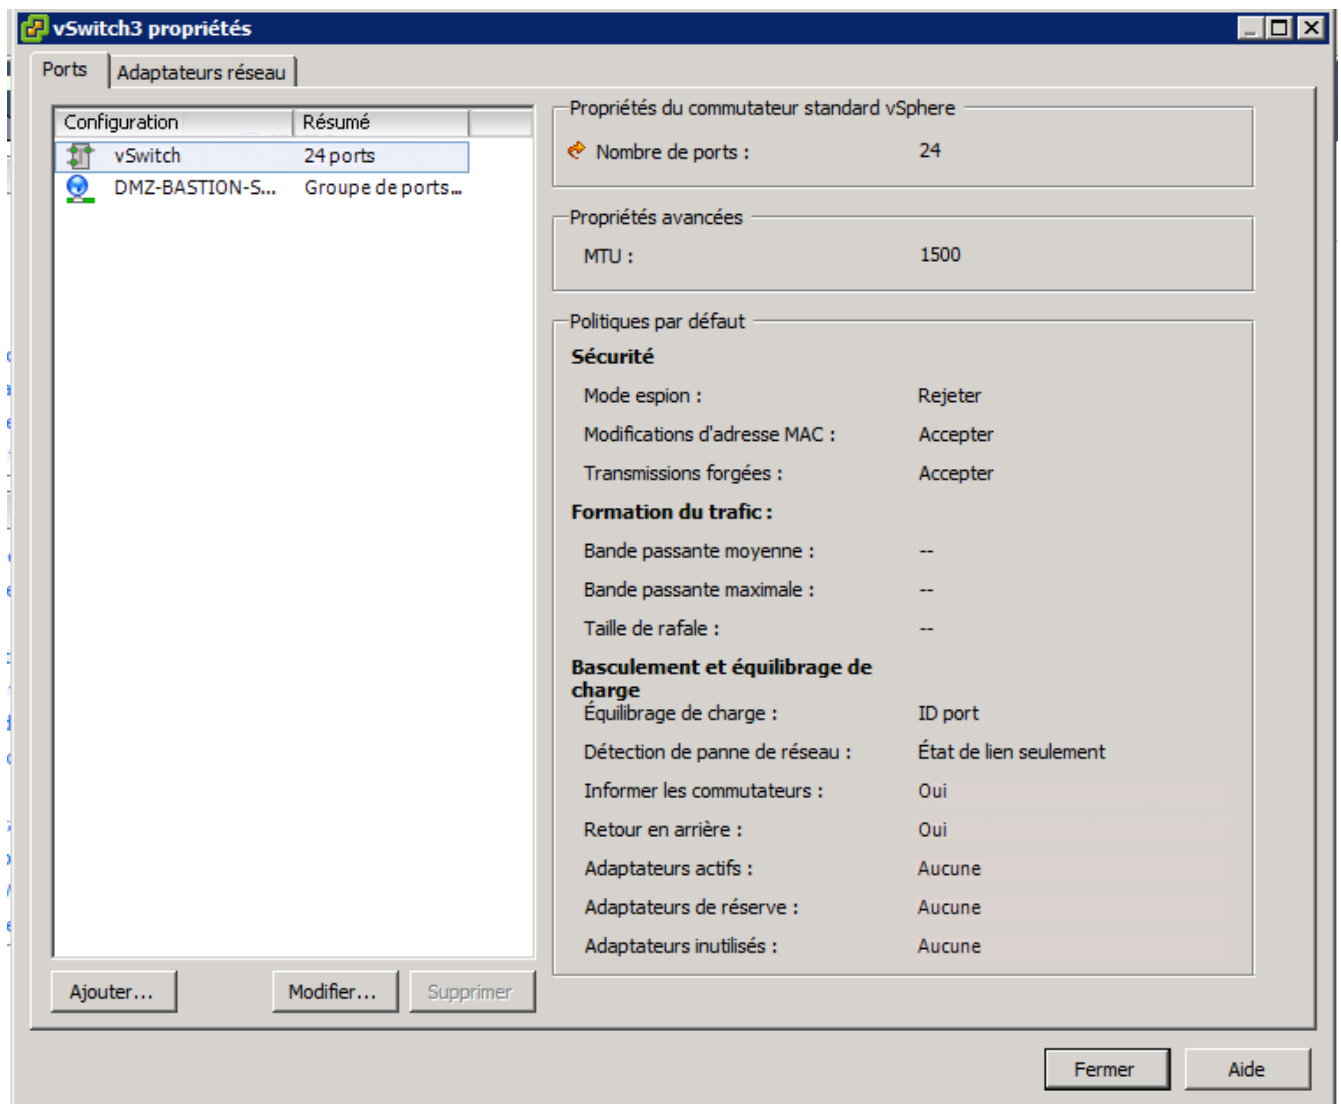 vSwitch3 propriétés
Ports Adaptateurs réseau
Configuration Résumé
vSwitch 24 ports
DMZ-BASTION-S... Groupe de ports...
Ajouter... Modifier... Supprimer
Propriétés du commutateur standard vSphere
Nombre de ports : 24
Propriétés avancées
MTU : 1500
Politiques par défaut
Sécurité
Mode espion : Rejeter
Modifications d'adresse MAC : Accepter
Transmissions forgées : Accepter
Formation du trafic :
Bande passante moyenne : --
Bande passante maximale : --
Taille de rafale : --
Basculement et équilibrage de
charge
Équilibrage de charge : ID port
Détection de panne de réseau : État de lien seulement
Informer les commutateurs : Oui
Retour en arrière : Oui
Adaptateurs actifs : Aucune
Adaptateurs de réserve : Aucune
Adaptateurs inutilisés : Aucune
Fermer Aide